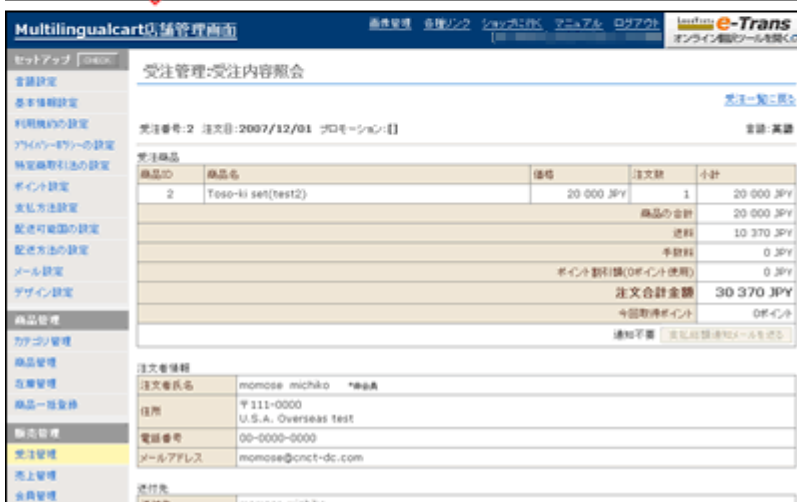 Multilingualcart店舗管理画面
画像管理 各種リンク ショップに行く マニュアル ログアウト
e-Trans
オンライン翻訳ツールを開く
セットアップ
受注管理:受注内容照会
言語設定
基本情報設定
受注一覧に戻る
利用規約の設定
プライバシーポリシーの設定
受注番号:2 注文日:2007/12/01 プロモーション:[]
言語:英語
特定商取引法の設定
受注商品
商品ID 商品名 価格 注文数 小計
ポイント設定
2 Toso-ki set(test2) 20 000 JPY 1 20 000 JPY
支払方法設定
商品の合計 20 000 JPY
配送可能国の設定
送料 10 370 JPY
配送方法の設定
手数料 0 JPY
メール設定
ポイント割引額(0ポイント使用) 0 JPY
デザイン設定
注文合計金額 30 370 JPY
商品管理
今回取得ポイント 0ポイント
カテゴリ管理
通知不要 支払総額通知メールを送る
商品管理
注文者情報
在庫管理
注文者氏名 momose michiko *非会員
商品一括登録
住所 〒111-0000
U.S.A. Overseas test
販売管理
電話番号 00-0000-0000
受注管理
メールアドレス momose@cnct-dc.com
売上管理
送付先
会員管理